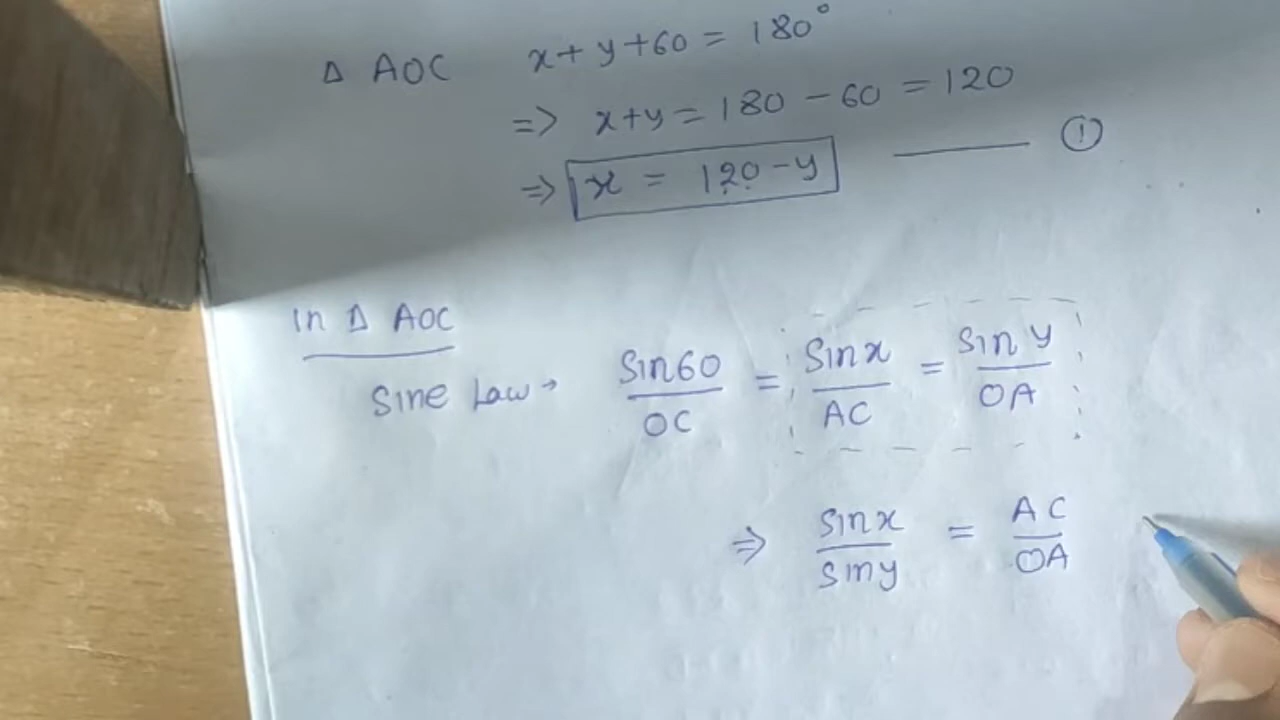 Δ AOC x + y + 60 = 180°
=> x+y = 180 - 60 = 120
=> x = 120 - y ——— ①
In Δ AOC
Sine Law → Sin60/OC = Sinx/AC = Siny/OA
=> Sinx/Siny = AC/OA